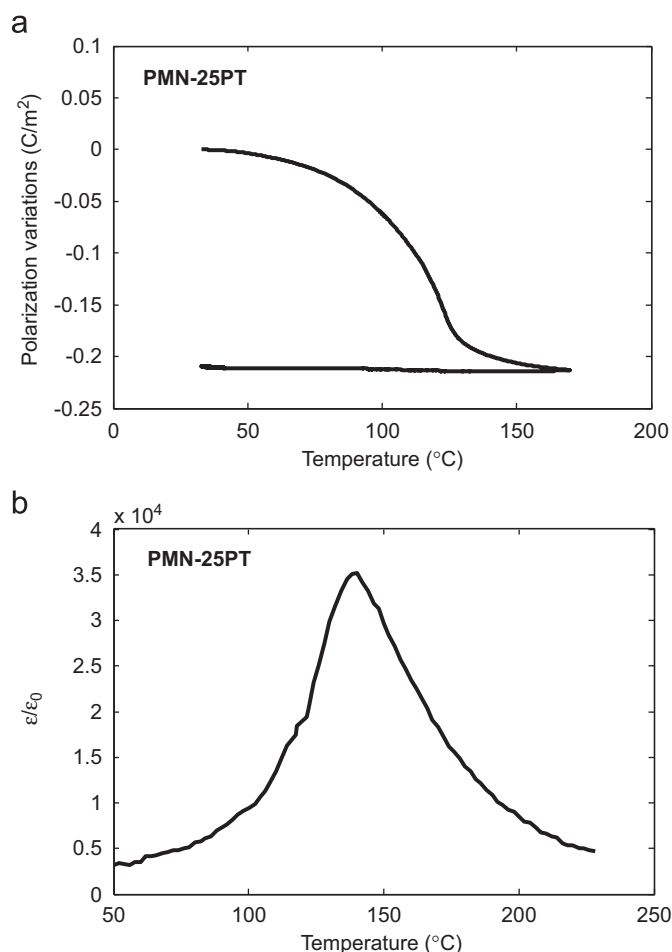 a
0.1
PMN-25PT
0.05
0
-0.05
-0.1
-0.15
-0.2
-0.25
Polarization variations (C/m²)
0 50 100 150 200
Temperature (°C)
b
x 10⁴
4
PMN-25PT
3.5
3
2.5
2
1.5
1
0.5
0
ε/ε₀
50 100 150 200 250
Temperature (°C)